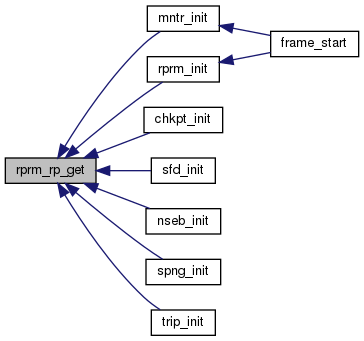 mntr_init
frame_start
rprm_init
chkpt_init
rprm_rp_get
sfd_init
nseb_init
spng_init
trip_init